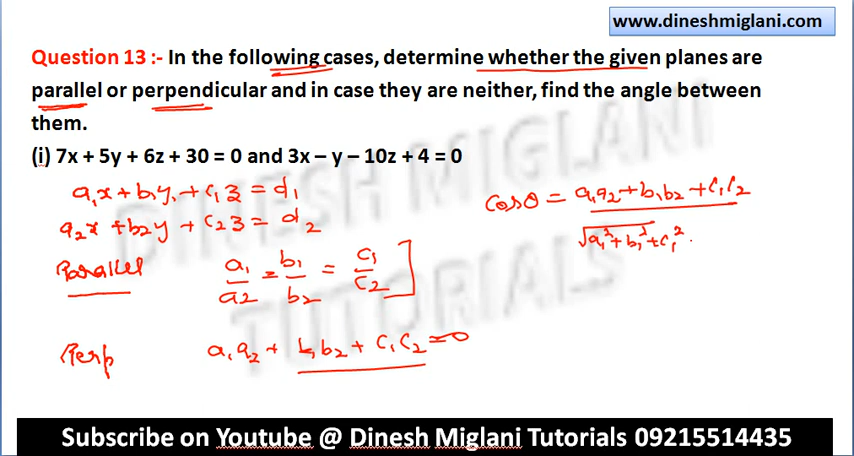 www.dineshmiglani.com
Question 13 :- In the following cases, determine whether the given planes are
parallel or perpendicular and in case they are neither, find the angle between
them.
(i) 7x + 5y + 6z + 30 = 0 and 3x – y – 10z + 4 = 0
a₁x + b₁y₁ + c₁z = d₁
a₂x + b₂y + c₂z = d₂
Cosθ = a₁a₂ + b₁b₂ + c₁c₂ / √a₁² + b₁² + c₁² .
Parallel a₁/a₂ = b₁/b₂ = c₁/c₂ ]
Perp a₁a₂ + b₁b₂ + c₁c₂ = 0
DINESH MIGLANI
TUTORIALS
Subscribe on Youtube @ Dinesh Miglani Tutorials 09215514435